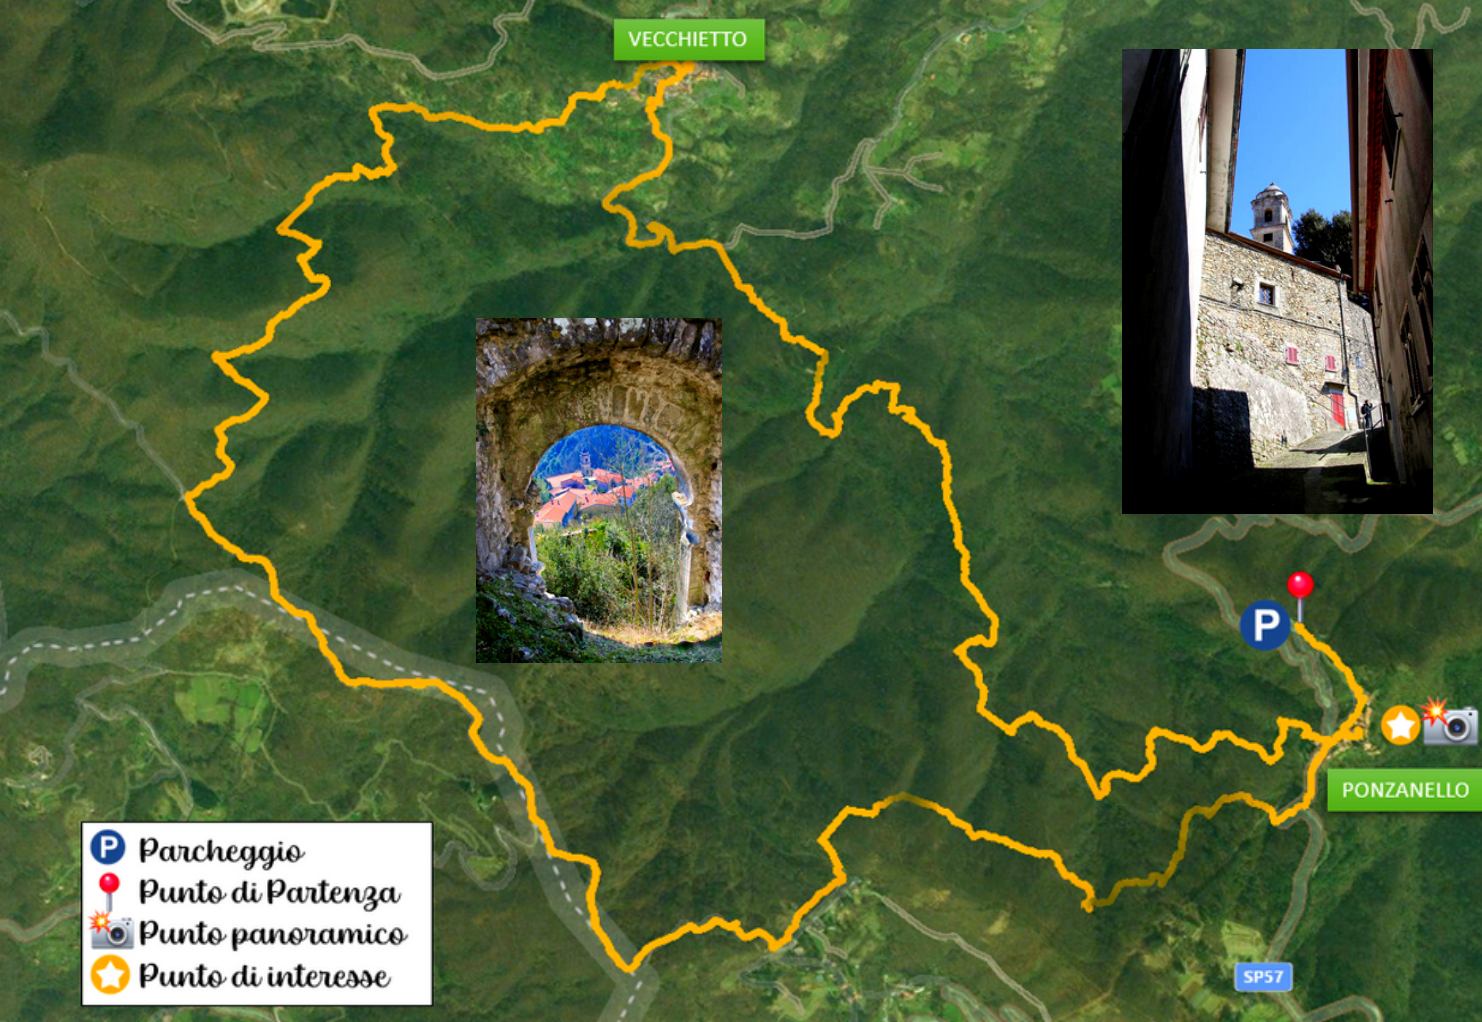 VECCHIETTO
P
PONZANELLO
P Parcheggio
Punto di Partenza
Punto panoramico
Punto di interesse
SP57